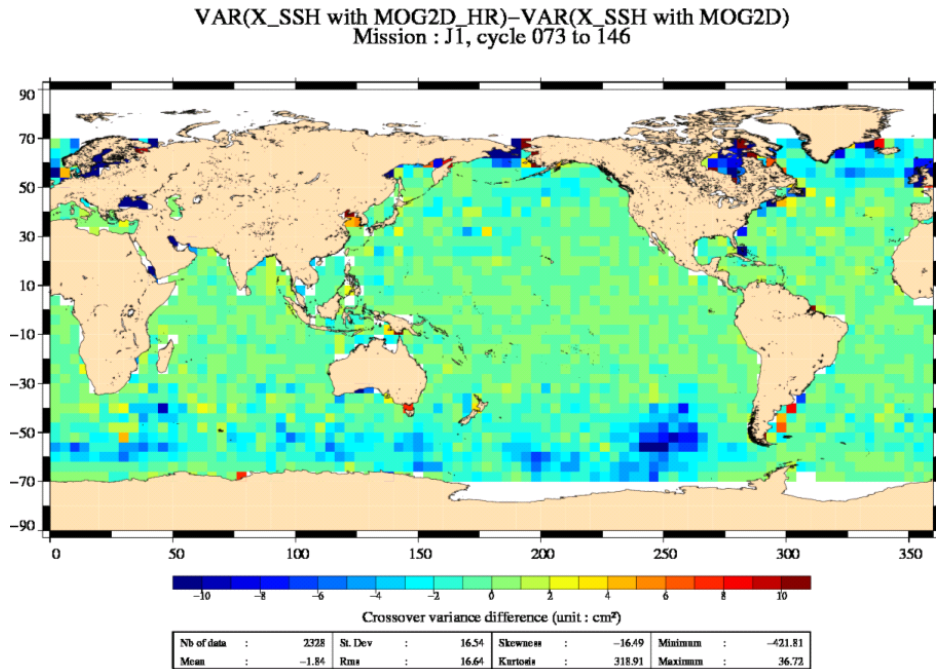 VAR(X_SSH with MOG2D_HR)-VAR(X_SSH with MOG2D)
Mission : J1, cycle 073 to 146
90
70
50
30
10
-10
-30
-50
-70
-90
0 50 100 150 200 250 300 350
-10 -8 -6 -4 -2 0 2 4 6 8 10
Crossover variance difference (unit : cm²)
Nb of data : 2328 St. Dev : 16.54 Skewness : -16.49 Minimum : -421.81
Mean : -1.84 Rms : 16.64 Kurtosis : 318.91 Maximum : 36.72